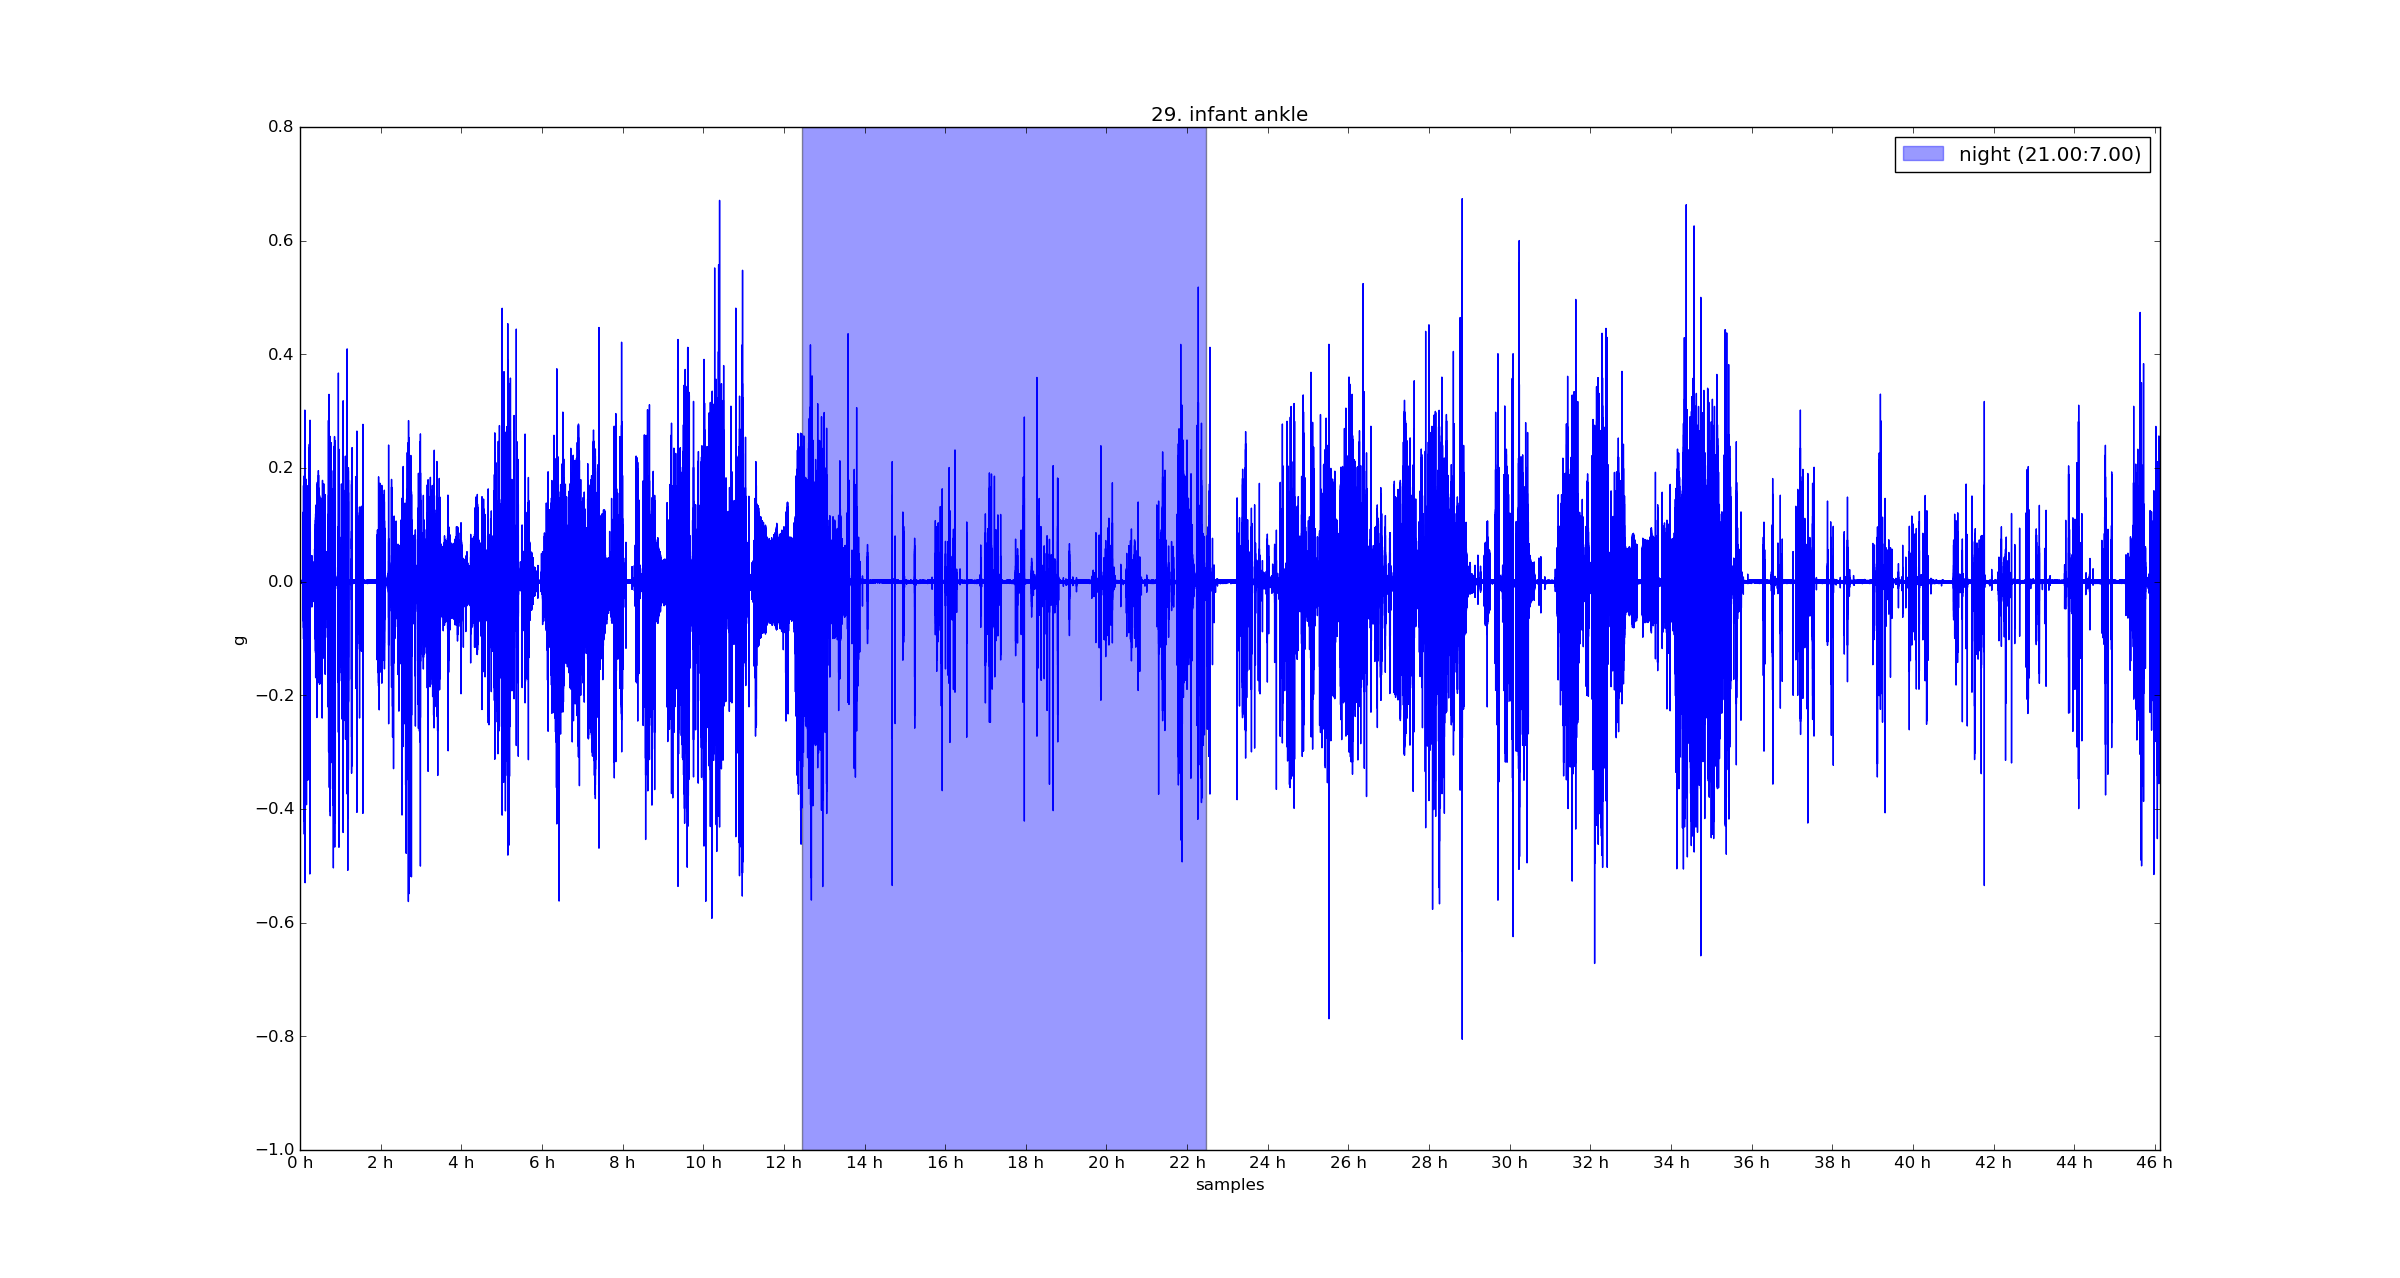 29. infant ankle
night (21.00:7.00)
0.8
0.6
0.4
0.2
0.0
−0.2
−0.4
−0.6
−0.8
−1.0
g
0 h 2 h 4 h 6 h 8 h 10 h 12 h 14 h 16 h 18 h 20 h 22 h 24 h 26 h 28 h 30 h 32 h 34 h 36 h 38 h 40 h 42 h 44 h 46 h
samples